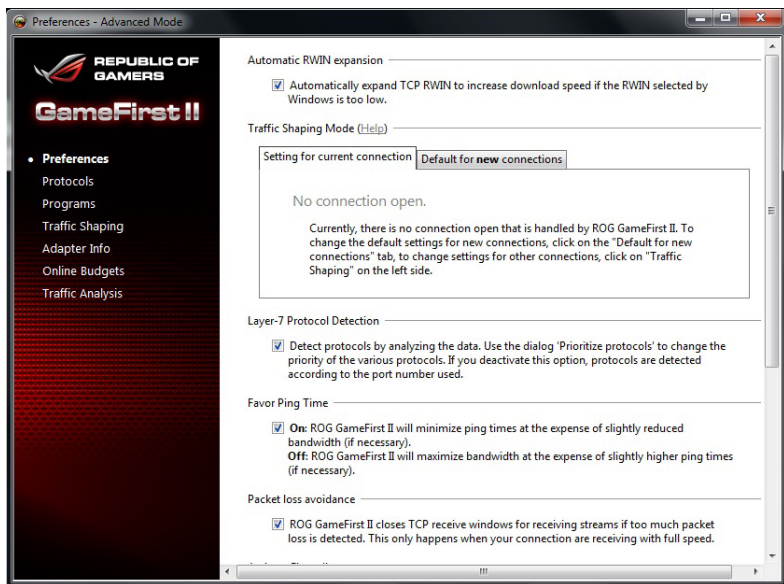 Preferences - Advanced Mode
REPUBLIC OF
GAMERS
GameFirst II
Preferences
Protocols
Programs
Traffic Shaping
Adapter Info
Online Budgets
Traffic Analysis
Automatic RWIN expansion
Automatically expand TCP RWIN to increase download speed if the RWIN selected by
Windows is too low.
Traffic Shaping Mode (Help)
Setting for current connection
Default for new connections
No connection open.
Currently, there is no connection open that is handled by ROG GameFirst II. To
change the default settings for new connections, click on the "Default for new
connections" tab, to change settings for other connections, click on "Traffic
Shaping" on the left side.
Layer-7 Protocol Detection
Detect protocols by analyzing the data. Use the dialog 'Prioritize protocols' to change the
priority of the various protocols. If you deactivate this option, protocols are detected
according to the port number used.
Favor Ping Time
On: ROG GameFirst II will minimize ping times at the expense of slightly reduced
bandwidth (if necessary).
Off: ROG GameFirst II will maximize bandwidth at the expense of slightly higher ping times
(if necessary).
Packet loss avoidance
ROG GameFirst II closes TCP receive windows for receiving streams if too much packet
loss is detected. This only happens when your connection are receiving with full speed.